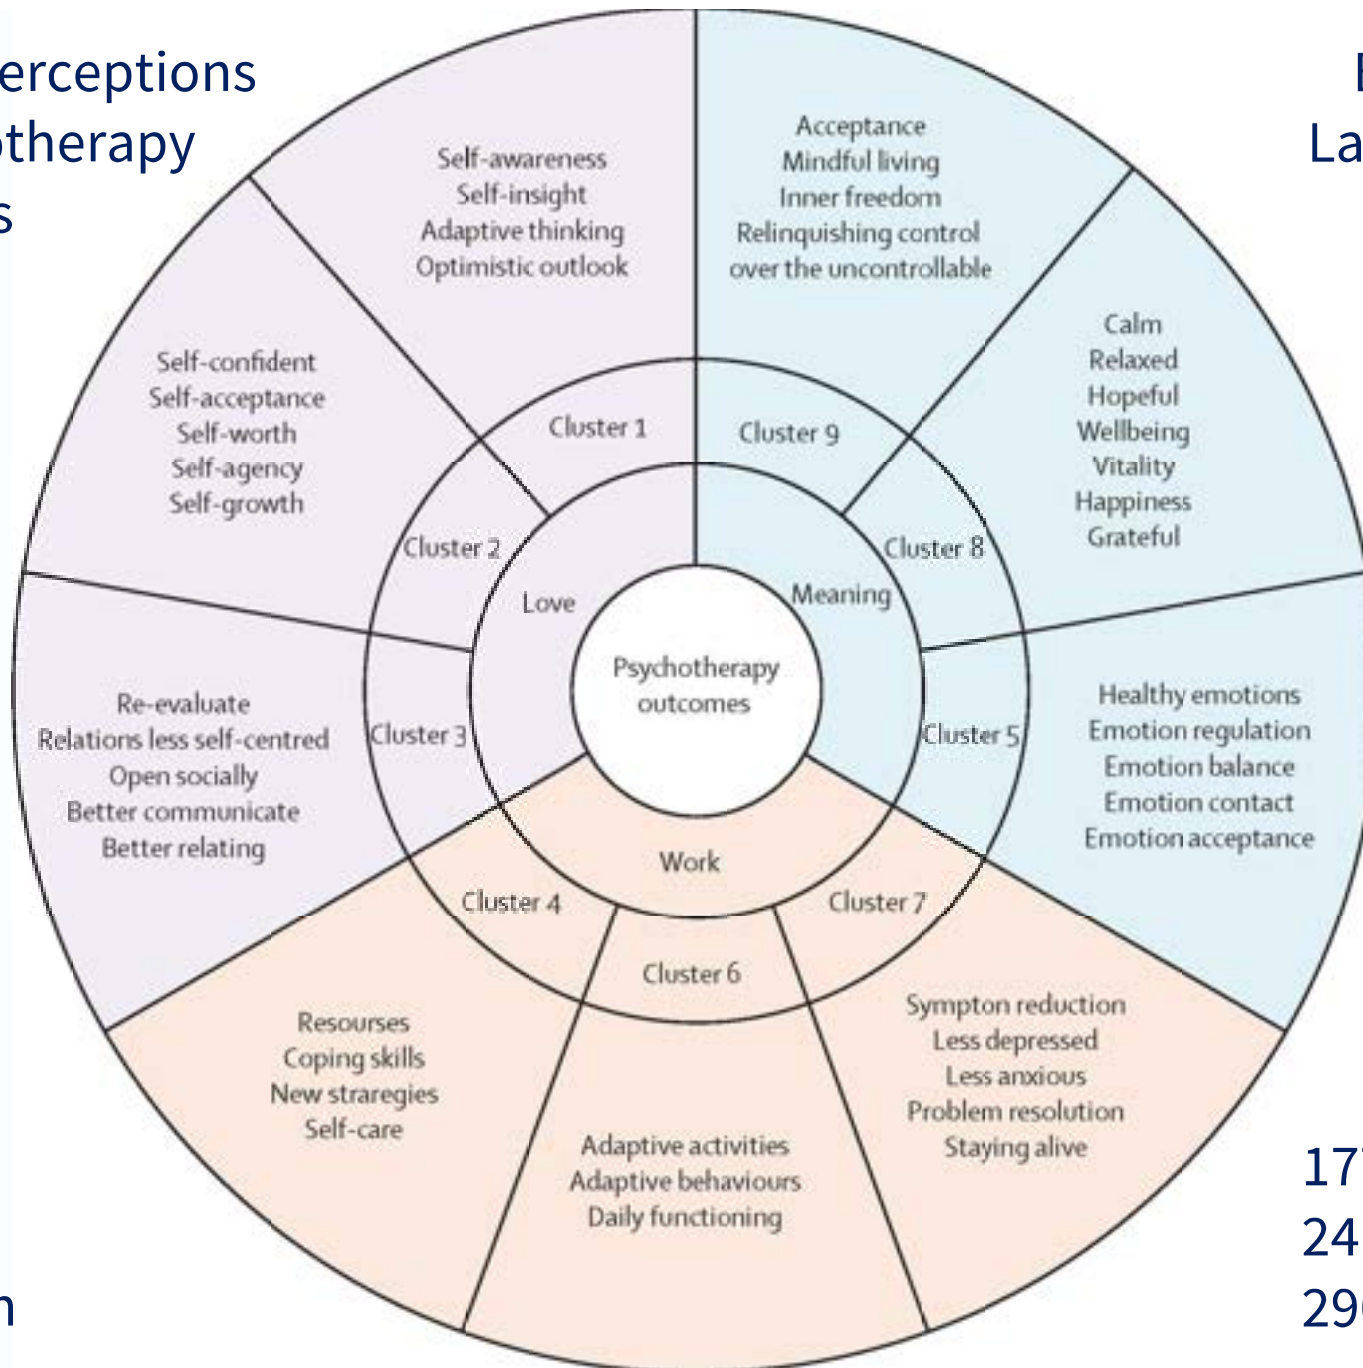 erceptions
otherapy
s
Self-awareness
Self-insight
Adaptive thinking
Optimistic outlook
Acceptance
Mindful living
Inner freedom
Relinquishing control
over the uncontrollable
La
Self-confident
Self-acceptance
Self-worth
Self-agency
Self-growth
Calm
Relaxed
Hopeful
Wellbeing
Vitality
Happiness
Grateful
Cluster 1
Cluster 9
Cluster 2
Cluster 8
Love
Meaning
Psychotherapy
outcomes
Re-evaluate
Relations less self-centred
Open socially
Better communicate
Better relating
Cluster 3
Cluster 5
Healthy emotions
Emotion regulation
Emotion balance
Emotion contact
Emotion acceptance
Work
Cluster 4
Cluster 7
Cluster 6
Resourses
Coping skills
New straregies
Self-care
Adaptive activities
Adaptive behaviours
Daily functioning
Sympton reduction
Less depressed
Less anxious
Problem resolution
Staying alive
17
24
29